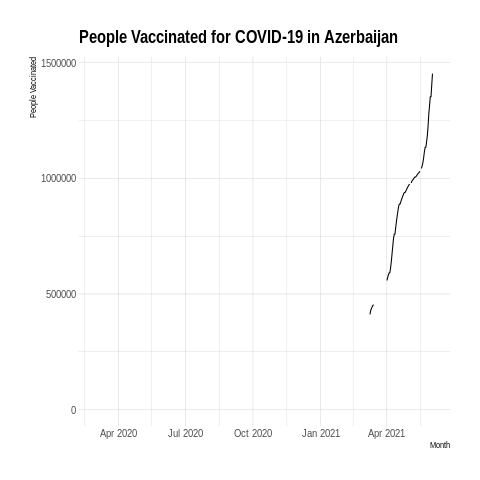 People Vaccinated for COVID-19 in Azerbaijan
People Vaccinated
1500000
1000000
500000
0
Apr 2020 Jul 2020 Oct 2020 Jan 2021 Apr 2021
Month